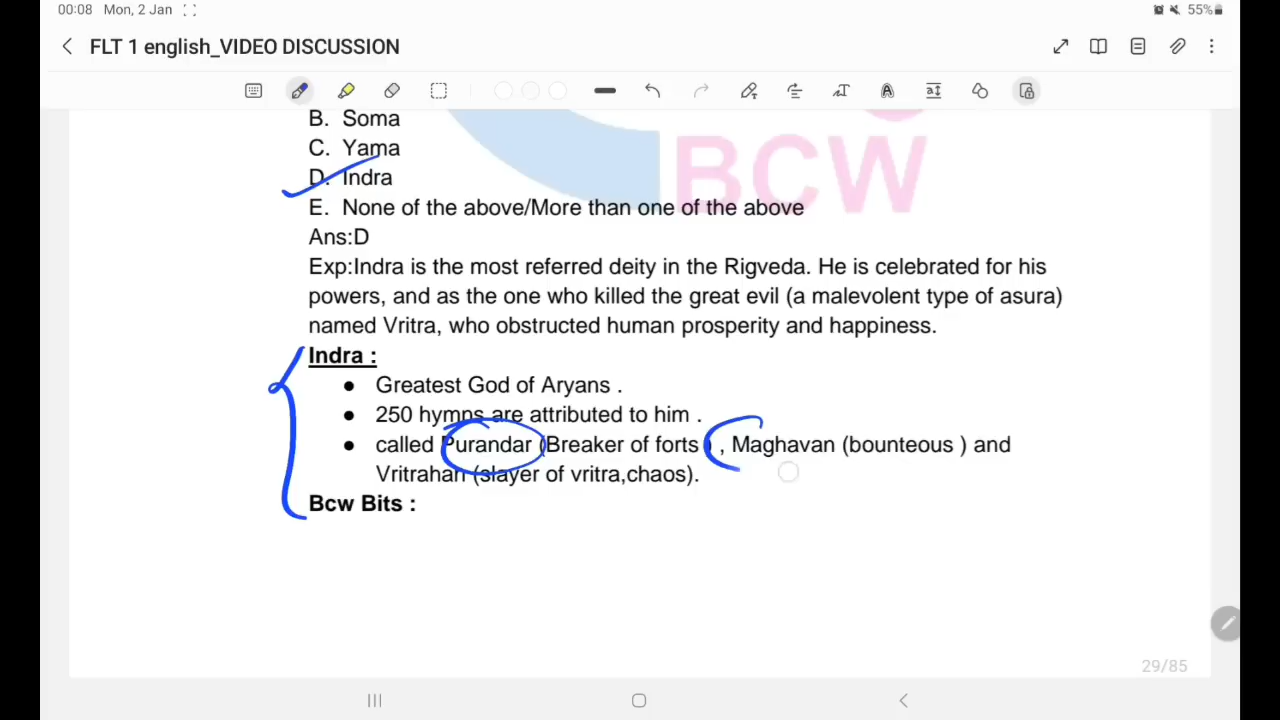 00:08 Mon, 2 Jan 55%
FLT 1 english_VIDEO DISCUSSION
B. Soma
C. Yama
D. Indra
E. None of the above/More than one of the above
Ans:D
Exp:Indra is the most referred deity in the Rigveda. He is celebrated for his
powers, and as the one who killed the great evil (a malevolent type of asura)
named Vritra, who obstructed human prosperity and happiness.
Indra :
● Greatest God of Aryans .
● 250 hymns are attributed to him .
● called Purandar (Breaker of forts ) , Maghavan (bounteous ) and
Vritrahan (slayer of vritra,chaos).
Bcw Bits :
BCW
29/85